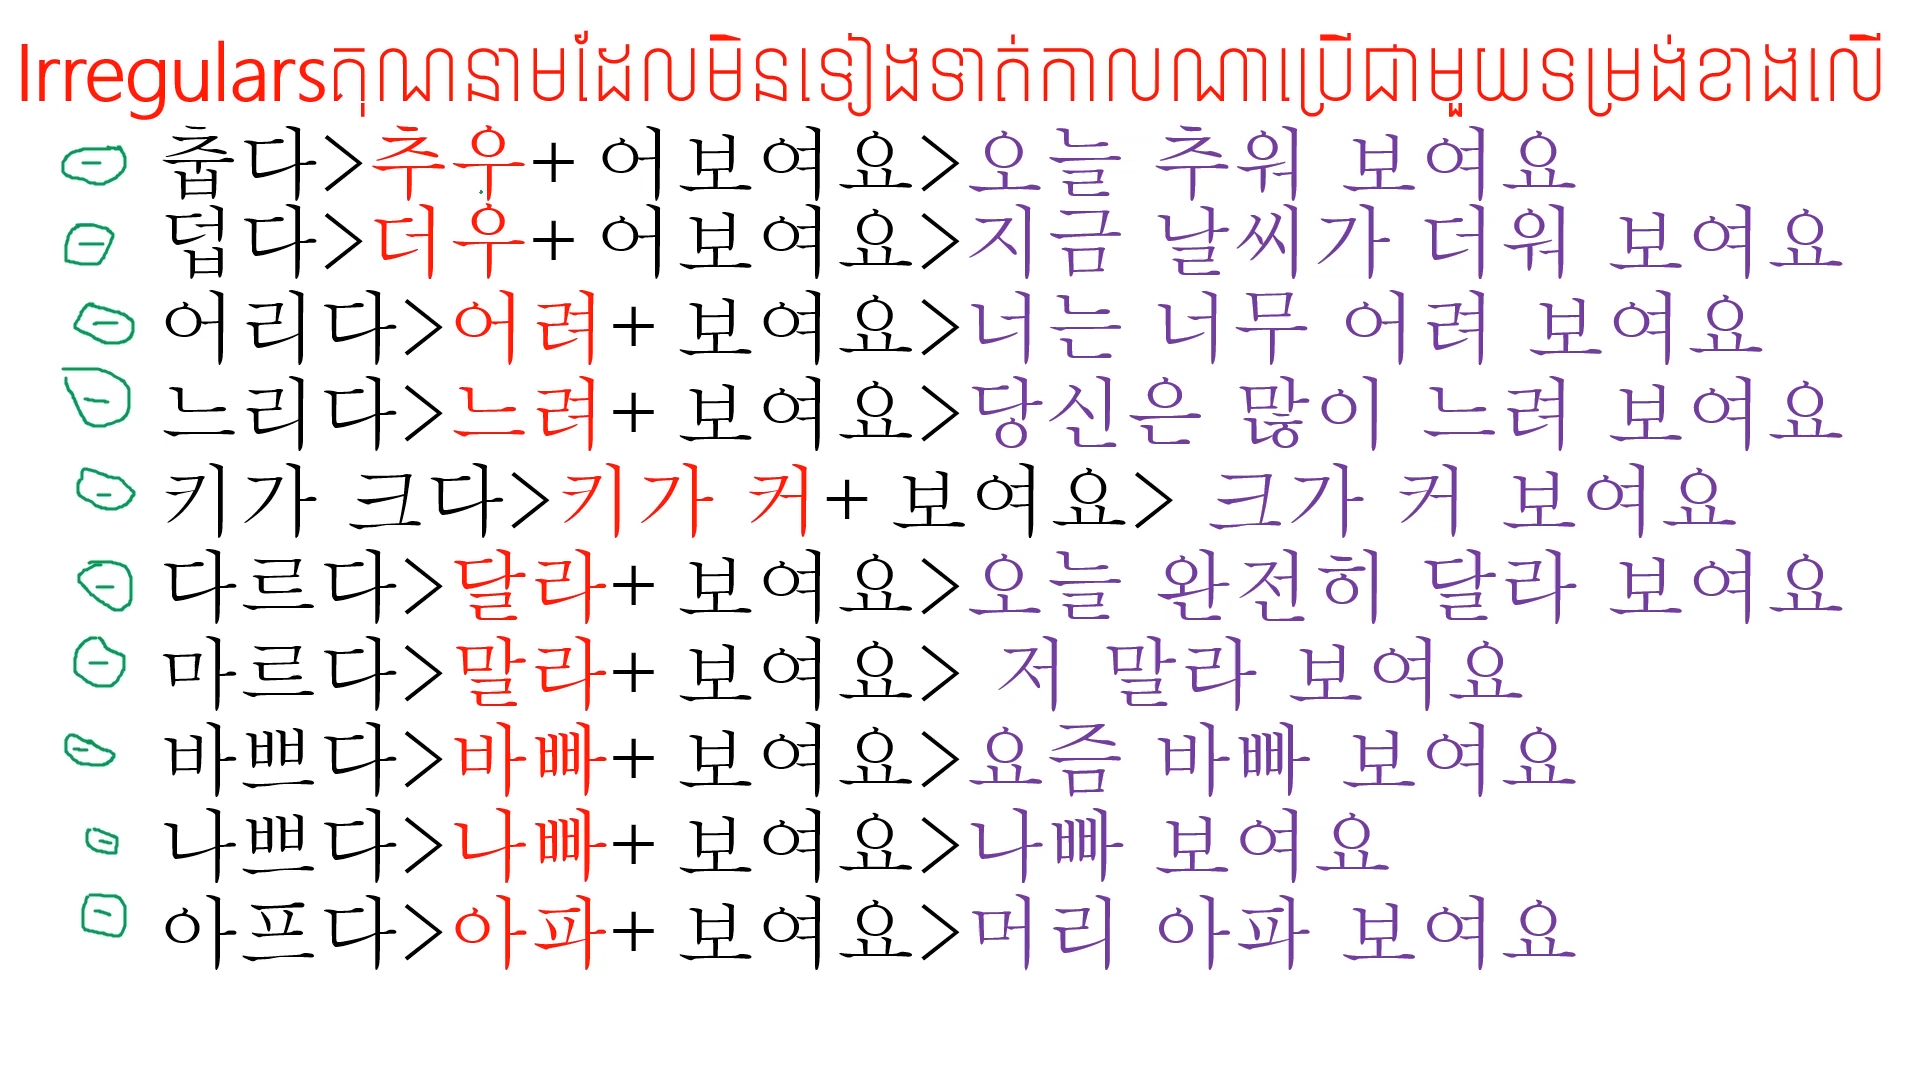 Irregularsគុណនាមដែលមិនទៀងទាត់កាលណាប្រើជាមួយទម្រង់ខាងលើ
춥다>추우+ 어보여요>오늘 추워 보여요
덥다>더우+ 어보여요>지금 날씨가 더워 보여요
어리다>어려+ 보여요>너는 너무 어려 보여요
느리다>느려+ 보여요>당신은 많이 느려 보여요
키가 크다>키가 커+ 보여요> 크가 커 보여요
다르다>달라+ 보여요>오늘 완전히 달라 보여요
마르다>말라+ 보여요> 저 말라 보여요
바쁘다>바빠+ 보여요>요즘 바빠 보여요
나쁘다>나빠+ 보여요>나빠 보여요
아프다>아파+ 보여요>머리 아파 보여요